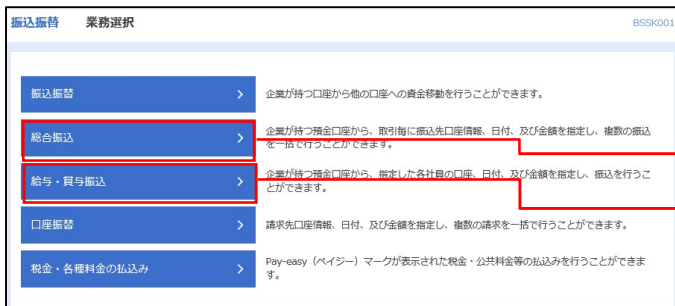 振込振替 業務選択 BSSK001
振込振替
企業が持つ口座から他の口座への資金移動を行うことができます。
総合振込
企業が持つ預金口座から、取引毎に振込先口座情報、日付、及び金額を指定し、複数の振込
を一括で行うことができます。
給与・賞与振込
企業が持つ預金口座から、指定した各社員の口座、日付、及び金額を指定し、振込を行うこ
とができます。
口座振替
請求先口座情報、日付、及び金額を指定し、複数の請求を一括で行うことができます。
税金・各種料金の払込み
Pay-easy（ペイジー）マークが表示された税金・公共料金等の払込みを行うことができま
す。